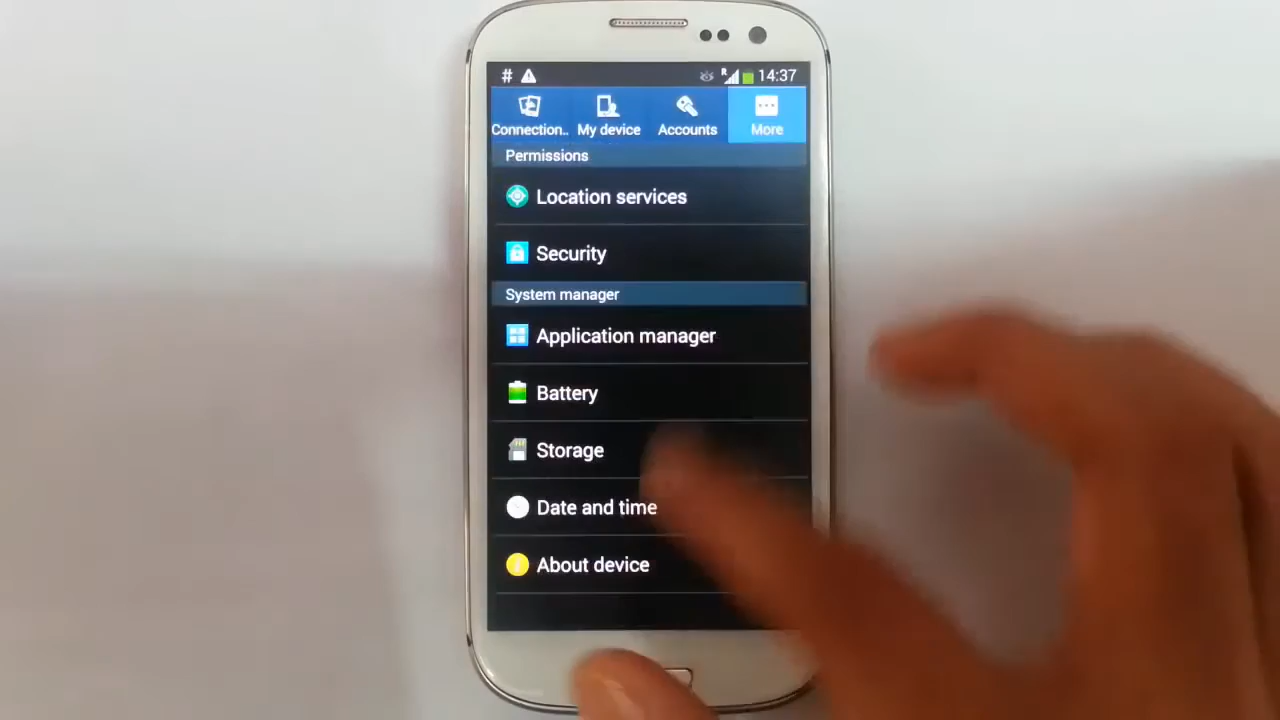 # R 14:37
Connection.. My device Accounts More
Permissions
Location services
Security
System manager
Application manager
Battery
Storage
Date and time
About device